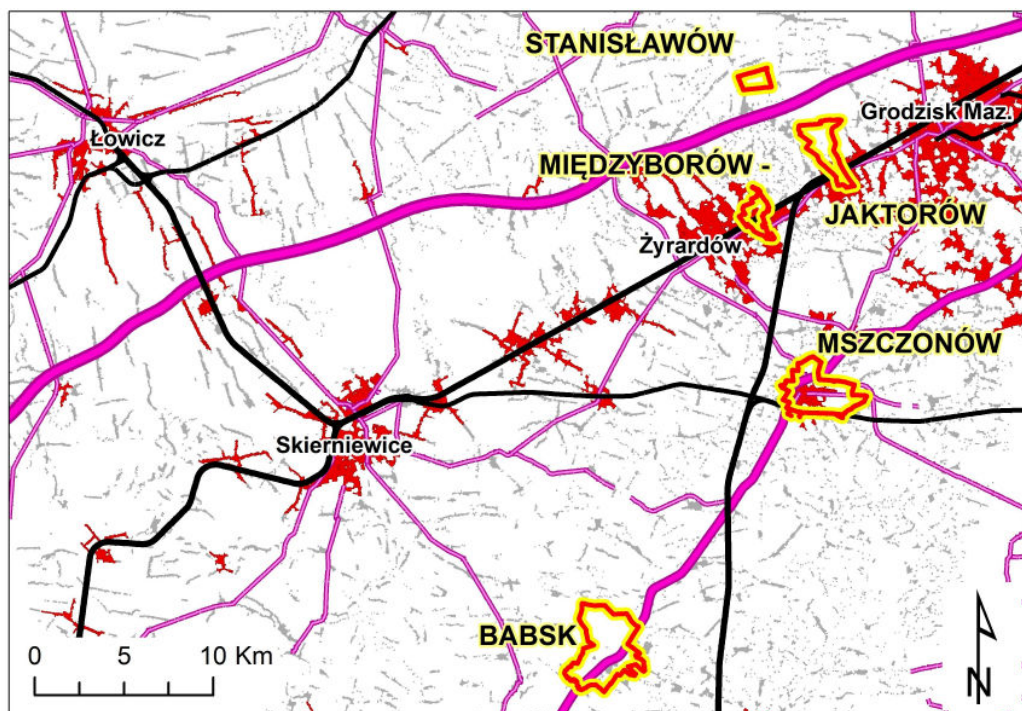 STANISŁAWÓW
Grodzisk Maz.
Łowicz
MIĘDZYBORÓW -
JAKTORÓW
Żyrardów
MSZCZONÓW
Skierniewice
BABSK
0 5 10 Km
N